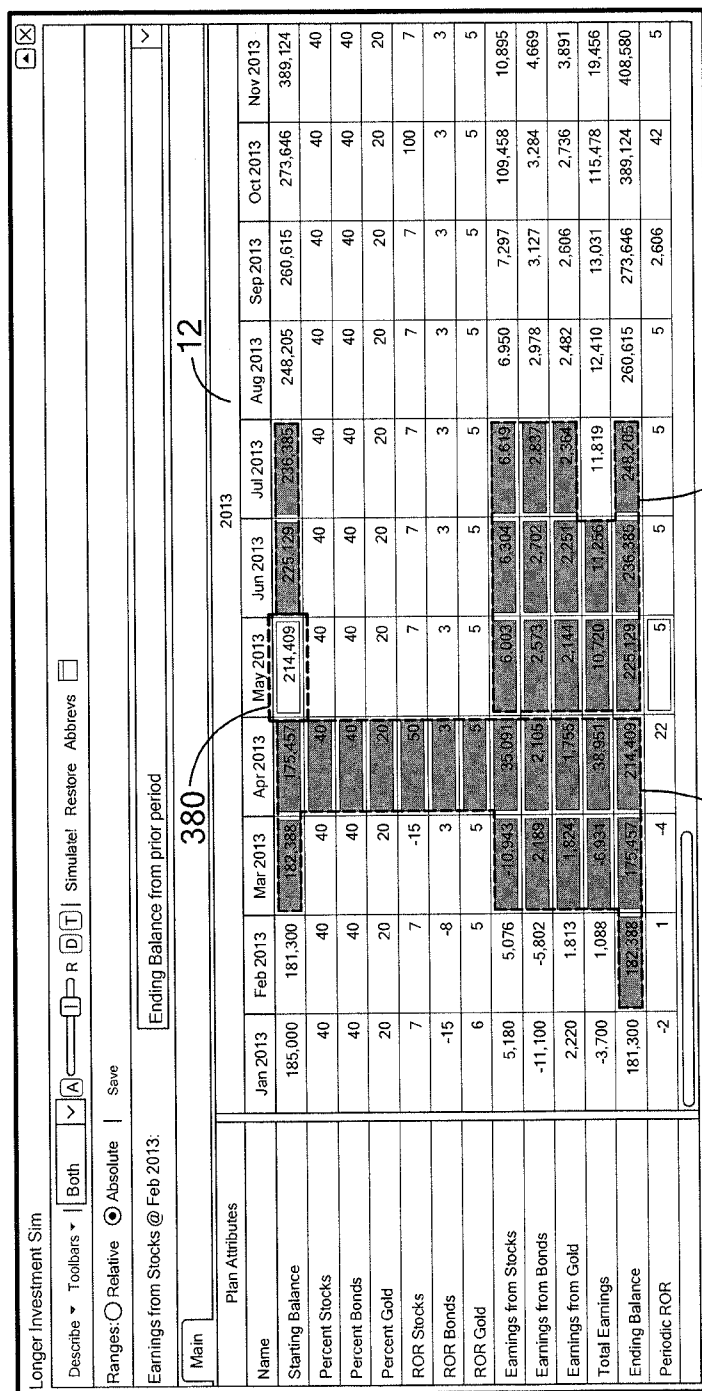 Longer Investment Sim
Describe ▾ Toolbars ▾ | Both A I R D T | Simulate! Restore Abbrevs
Ranges: Relative Absolute | Save
Earnings from Stocks @ Feb 2013: Ending Balance from prior period
Main
380
12
Plan Attributes 2013
Name Jan 2013 Feb 2013 Mar 2013 Apr 2013 May 2013 Jun 2013 Jul 2013 Aug 2013 Sep 2013 Oct 2013 Nov 2013
Starting Balance 185,000 181,300 182,388 175,457 214,409 225,129 236,385 248,205 260,615 273,646 389,124
Percent Stocks 40 40 40 40 40 40 40 40 40 40 40
Percent Bonds 40 40 40 40 40 40 40 40 40 40 40
Percent Gold 20 20 20 20 20 20 20 20 20 20 20
ROR Stocks 7 7 -15 50 7 7 7 7 7 100 7
ROR Bonds -15 -8 3 3 3 3 3 3 3 3 3
ROR Gold 6 5 5 5 5 5 5 5 5 5 5
Earnings from Stocks 5,180 5,076 -10,943 35,091 6,003 6,304 6,619 6,950 7,297 109,458 10,895
Earnings from Bonds -11,100 -5,802 2,189 2,105 2,573 2,702 2,837 2,978 3,127 3,284 4,669
Earnings from Gold 2,220 1,813 1,824 1,755 2,144 2,251 2,364 2,482 2,606 2,736 3,891
Total Earnings -3,700 1,088 -6,931 38,951 10,720 11,256 11,819 12,410 13,031 115,478 19,456
Ending Balance 181,300 182,388 175,457 214,409 225,129 236,385 248,205 260,615 273,646 389,124 408,580
Periodic ROR -2 1 -4 22 5 5 5 5 2,606 42 5